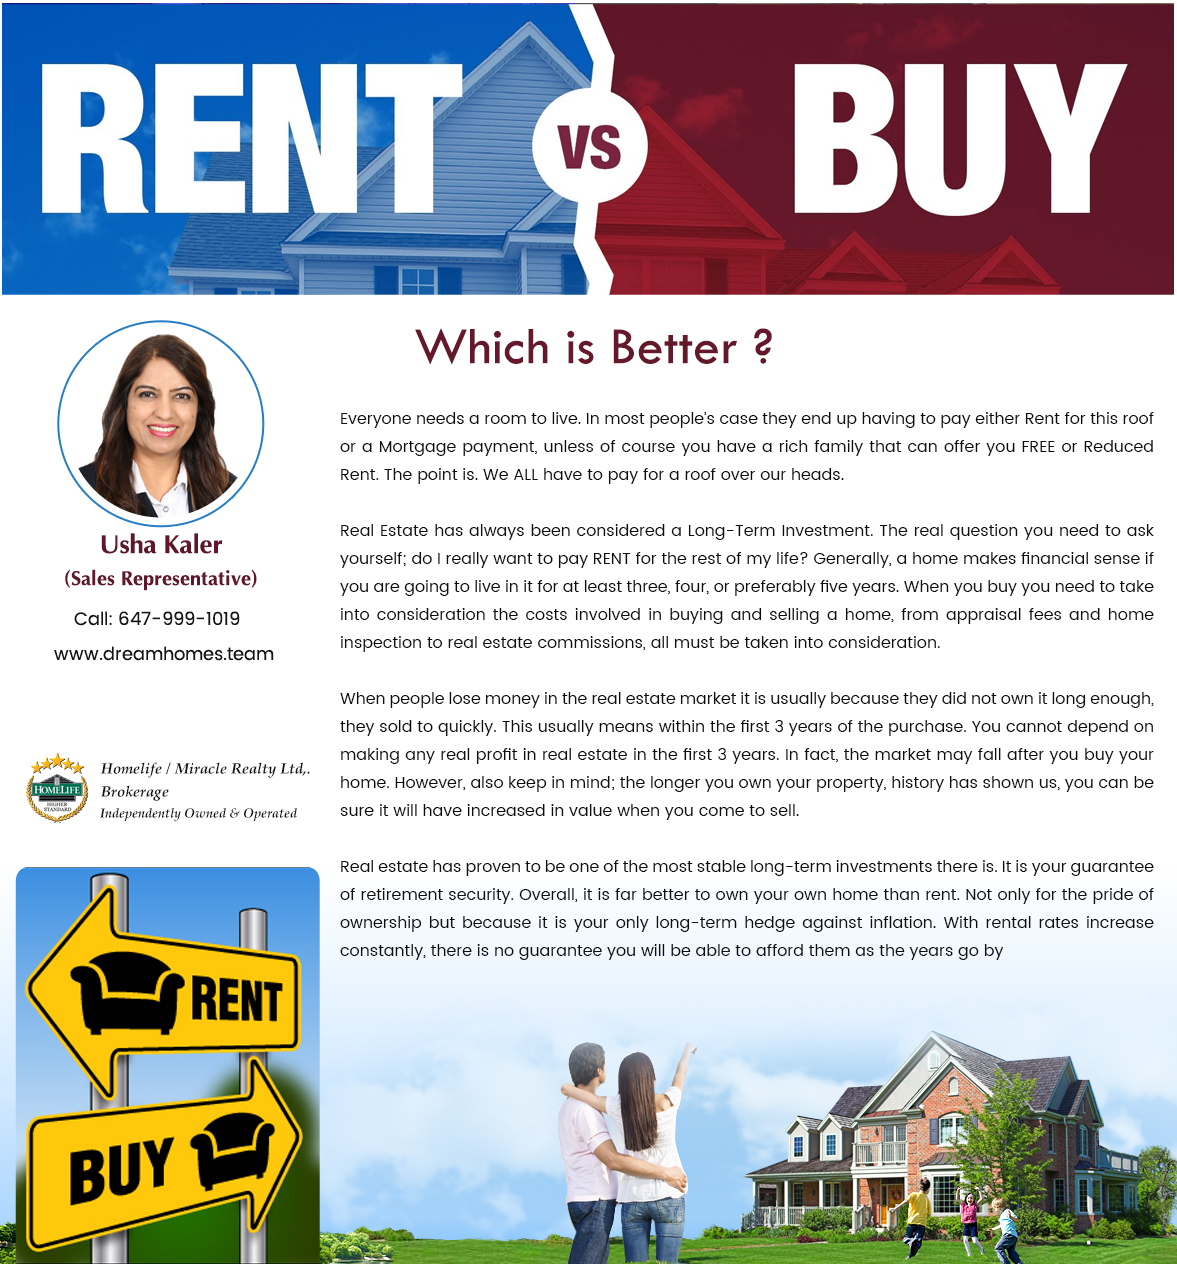 RENT
VS
BUY
Which is Better ?
Usha Kaler
(Sales Representative)
Call: 647-999-1019
www.dreamhomes.team
HOMELIFE
HIGHER
STANDARD
Homelife / Miracle Realty Ltd,.
Brokerage
Independently Owned & Operated
Everyone needs a room to live. In most people's case they end up having to pay either Rent for this roof
or a Mortgage payment, unless of course you have a rich family that can offer you FREE or Reduced
Rent. The point is. We ALL have to pay for a roof over our heads.
Real Estate has always been considered a Long-Term Investment. The real question you need to ask
yourself; do I really want to pay RENT for the rest of my life? Generally, a home makes financial sense if
you are going to live in it for at least three, four, or preferably five years. When you buy you need to take
into consideration the costs involved in buying and selling a home, from appraisal fees and home
inspection to real estate commissions, all must be taken into consideration.
When people lose money in the real estate market it is usually because they did not own it long enough,
they sold to quickly. This usually means within the first 3 years of the purchase. You cannot depend on
making any real profit in real estate in the first 3 years. In fact, the market may fall after you buy your
home. However, also keep in mind; the longer you own your property, history has shown us, you can be
sure it will have increased in value when you come to sell.
Real estate has proven to be one of the most stable long-term investments there is. It is your guarantee
of retirement security. Overall, it is far better to own your own home than rent. Not only for the pride of
ownership but because it is your only long-term hedge against inflation. With rental rates increase
constantly, there is no guarantee you will be able to afford them as the years go by
RENT
BUY